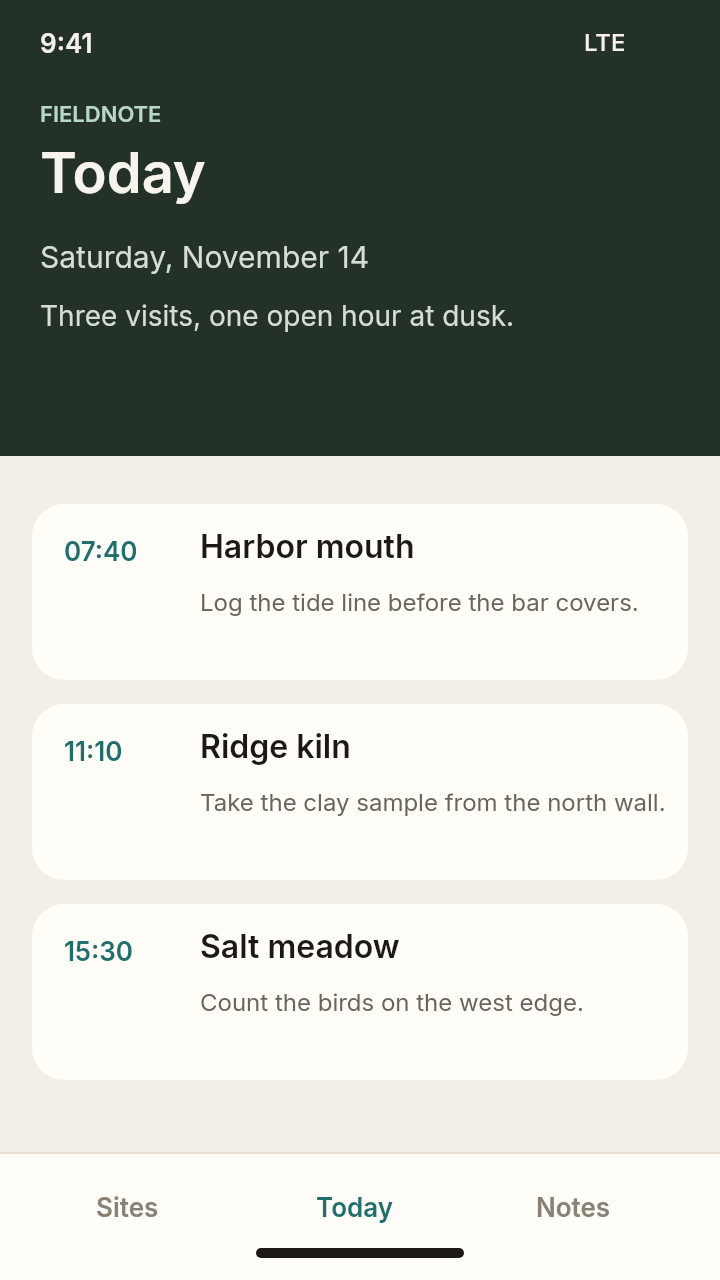 9:41
LTE
FIELDNOTE
Today
Saturday, November 14
Three visits, one open hour at dusk.
07:40
Harbor mouth
Log the tide line before the bar covers.
11:10
Ridge kiln
Take the clay sample from the north wall.
15:30
Salt meadow
Count the birds on the west edge.
Sites
Today
Notes